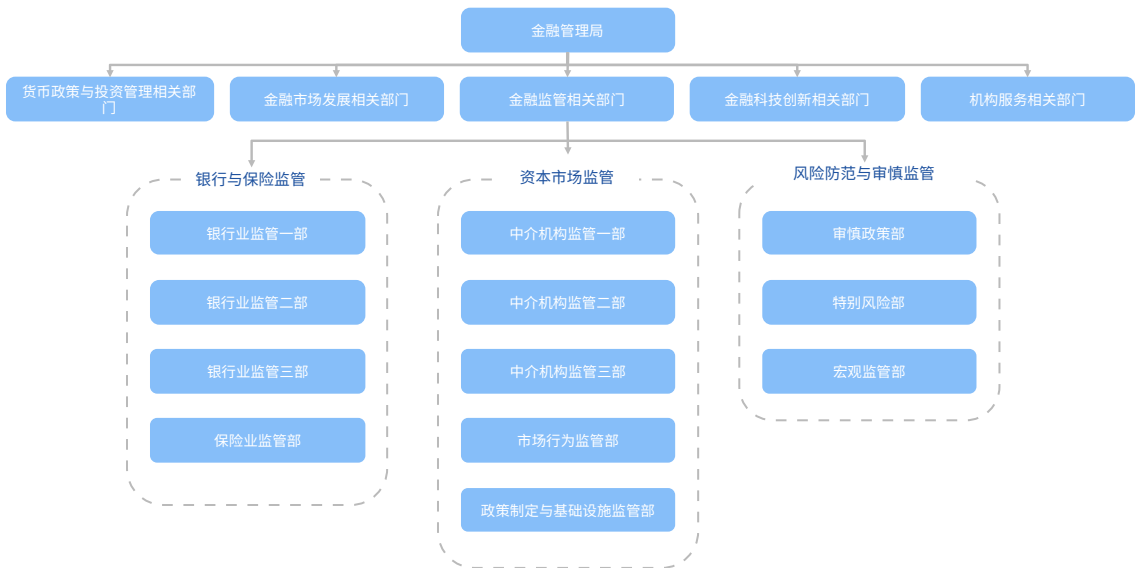 金融管理局
货币政策与投资管理相关部
门
金融市场发展相关部门
金融监管相关部门
金融科技创新相关部门
机构服务相关部门
银行与保险监管
银行业监管一部
银行业监管二部
银行业监管三部
保险业监管部
资本市场监管
中介机构监管一部
中介机构监管二部
中介机构监管三部
市场行为监管部
政策制定与基础设施监管部
风险防范与审慎监管
审慎政策部
特别风险部
宏观监管部